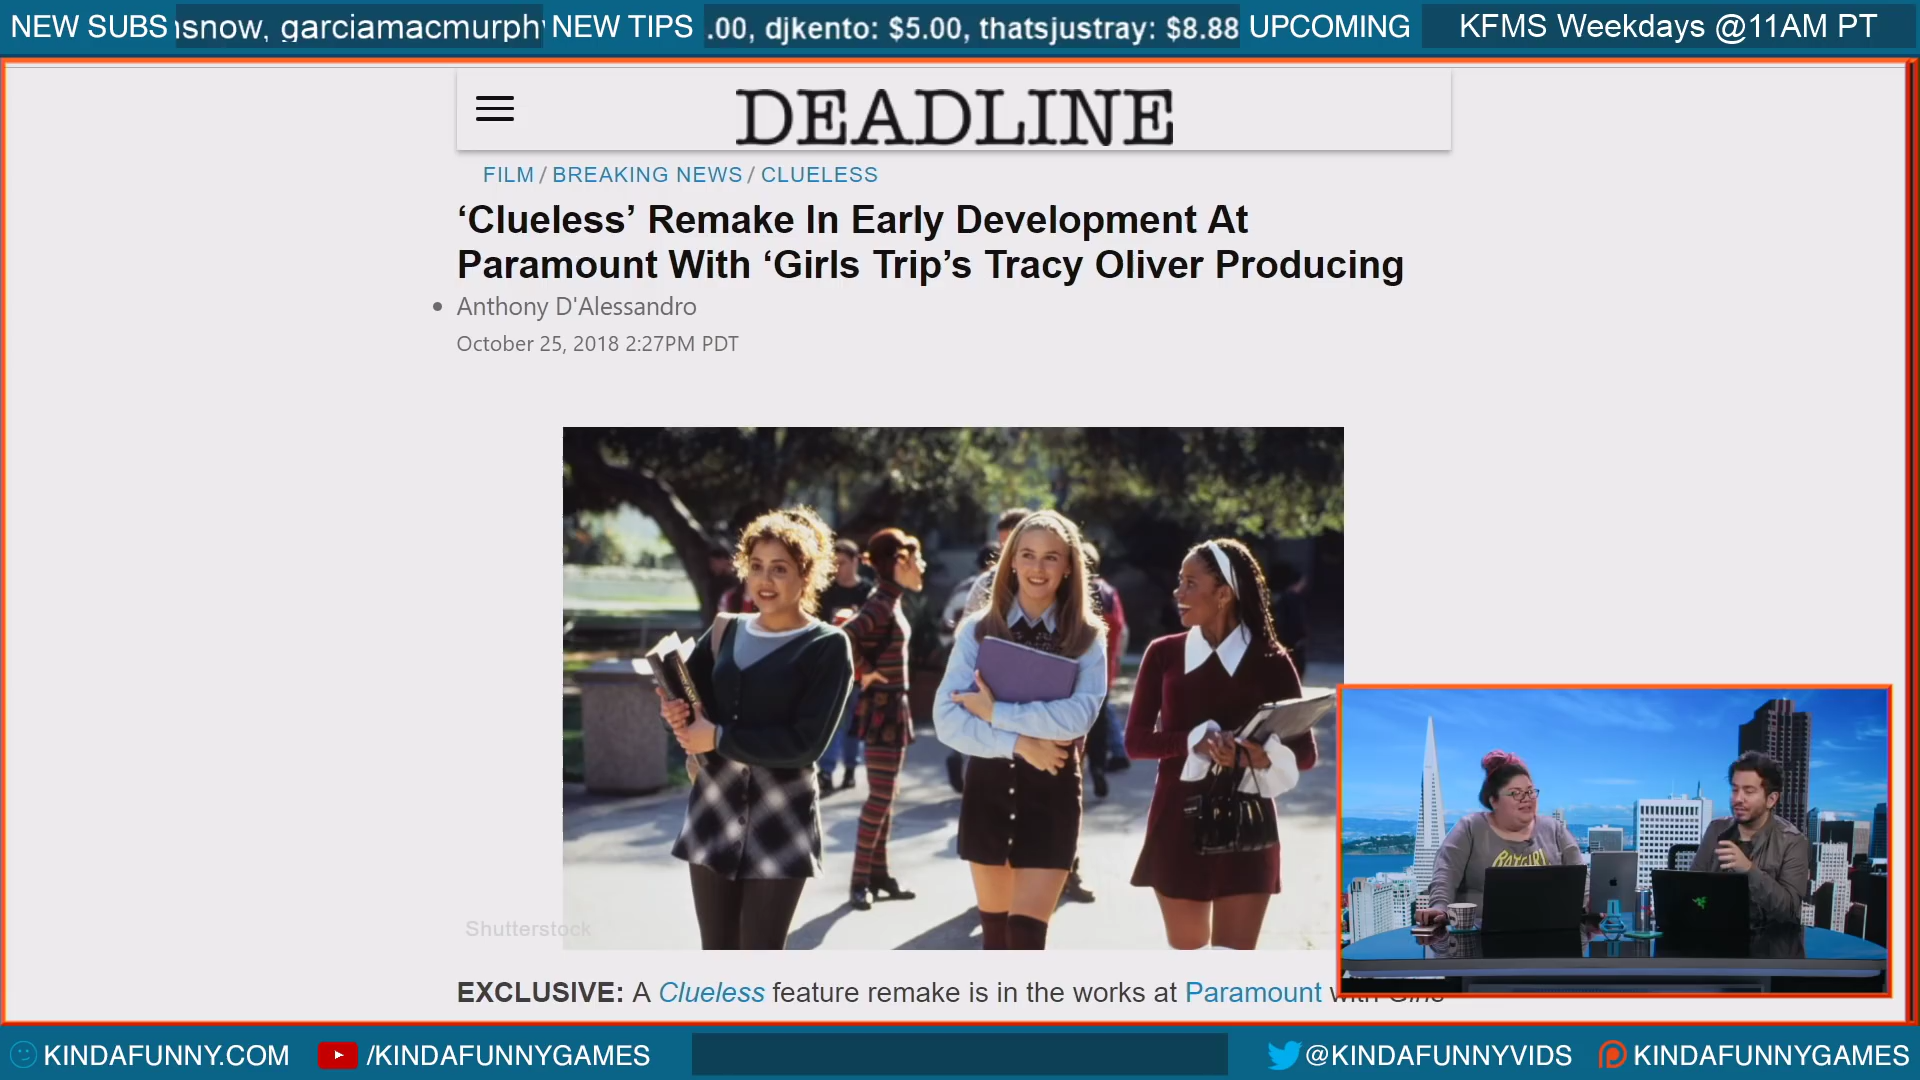 NEW SUBS
snow, garciamacmurphy
NEW TIPS
.00, djkento: $5.00, thatsjustray: $8.88
UPCOMING
KFMS Weekdays @11AM PT
DEADLINE
FILM / BREAKING NEWS / CLUELESS
‘Clueless’ Remake In Early Development At
Paramount With ‘Girls Trip’s Tracy Oliver Producing
• Anthony D'Alessandro
October 25, 2018 2:27PM PDT
Shutterstock
EXCLUSIVE: A Clueless feature remake is in the works at Paramount with Girls
KINDAFUNNY.COM
/KINDAFUNNYGAMES
@KINDAFUNNYVIDS
KINDAFUNNYGAMES